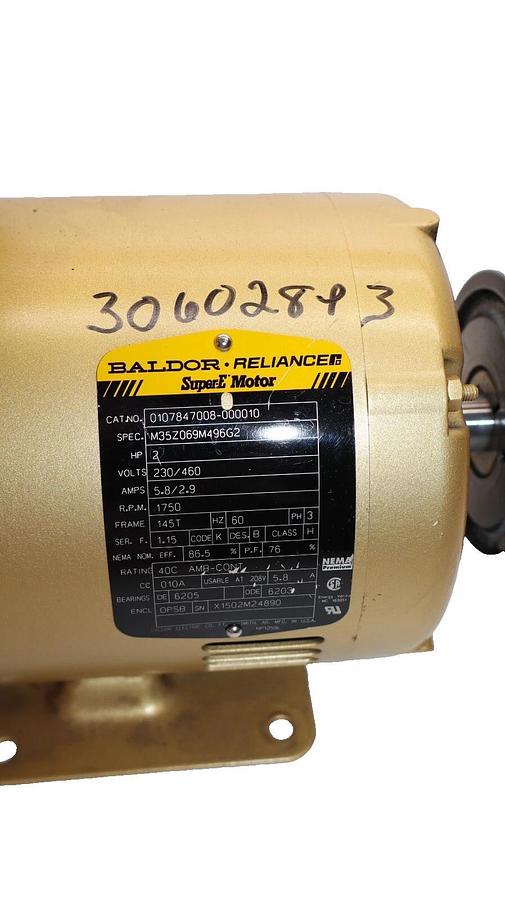 30602893
BALDOR · RELIANCE
Super-E Motor
CAT.NO. 0107847008-000010
SPEC. M35Z069M496G2
HP 2
VOLTS 230/460
AMPS 5.8/2.9
R.P.M. 1750
FRAME 145T HZ 60 PH 3
SER. F. 1.15 CODE K DES. B CLASS H
NEMA NOM. EFF. 86.5 % P.F. 76 %
RATING 40C AMB-CONT
CC 010A USABLE AT 208V 5.8 A
BEARINGS DE 6205 ODE 6203
ENCL OPSB SN X1502M24890
NEMA
Premium